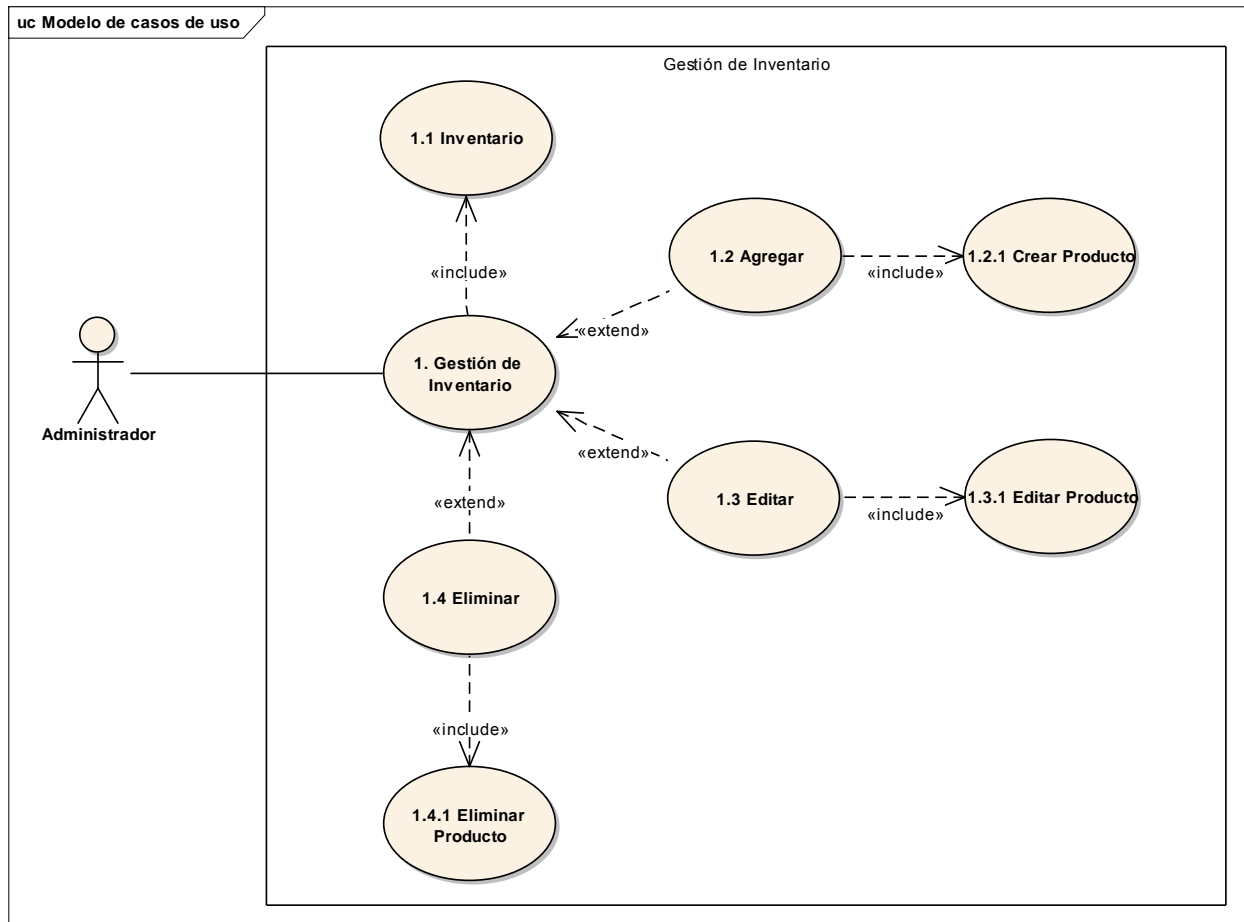 uc Modelo de casos de uso
Gestión de Inventario
1.1 Inventario
1.2 Agregar
«include»
1.2.1 Crear Producto
«include»
«extend»
1. Gestión de
Inventario
Administrador
«extend»
1.3 Editar
«include»
1.3.1 Editar Producto
«extend»
1.4 Eliminar
«include»
1.4.1 Eliminar
Producto